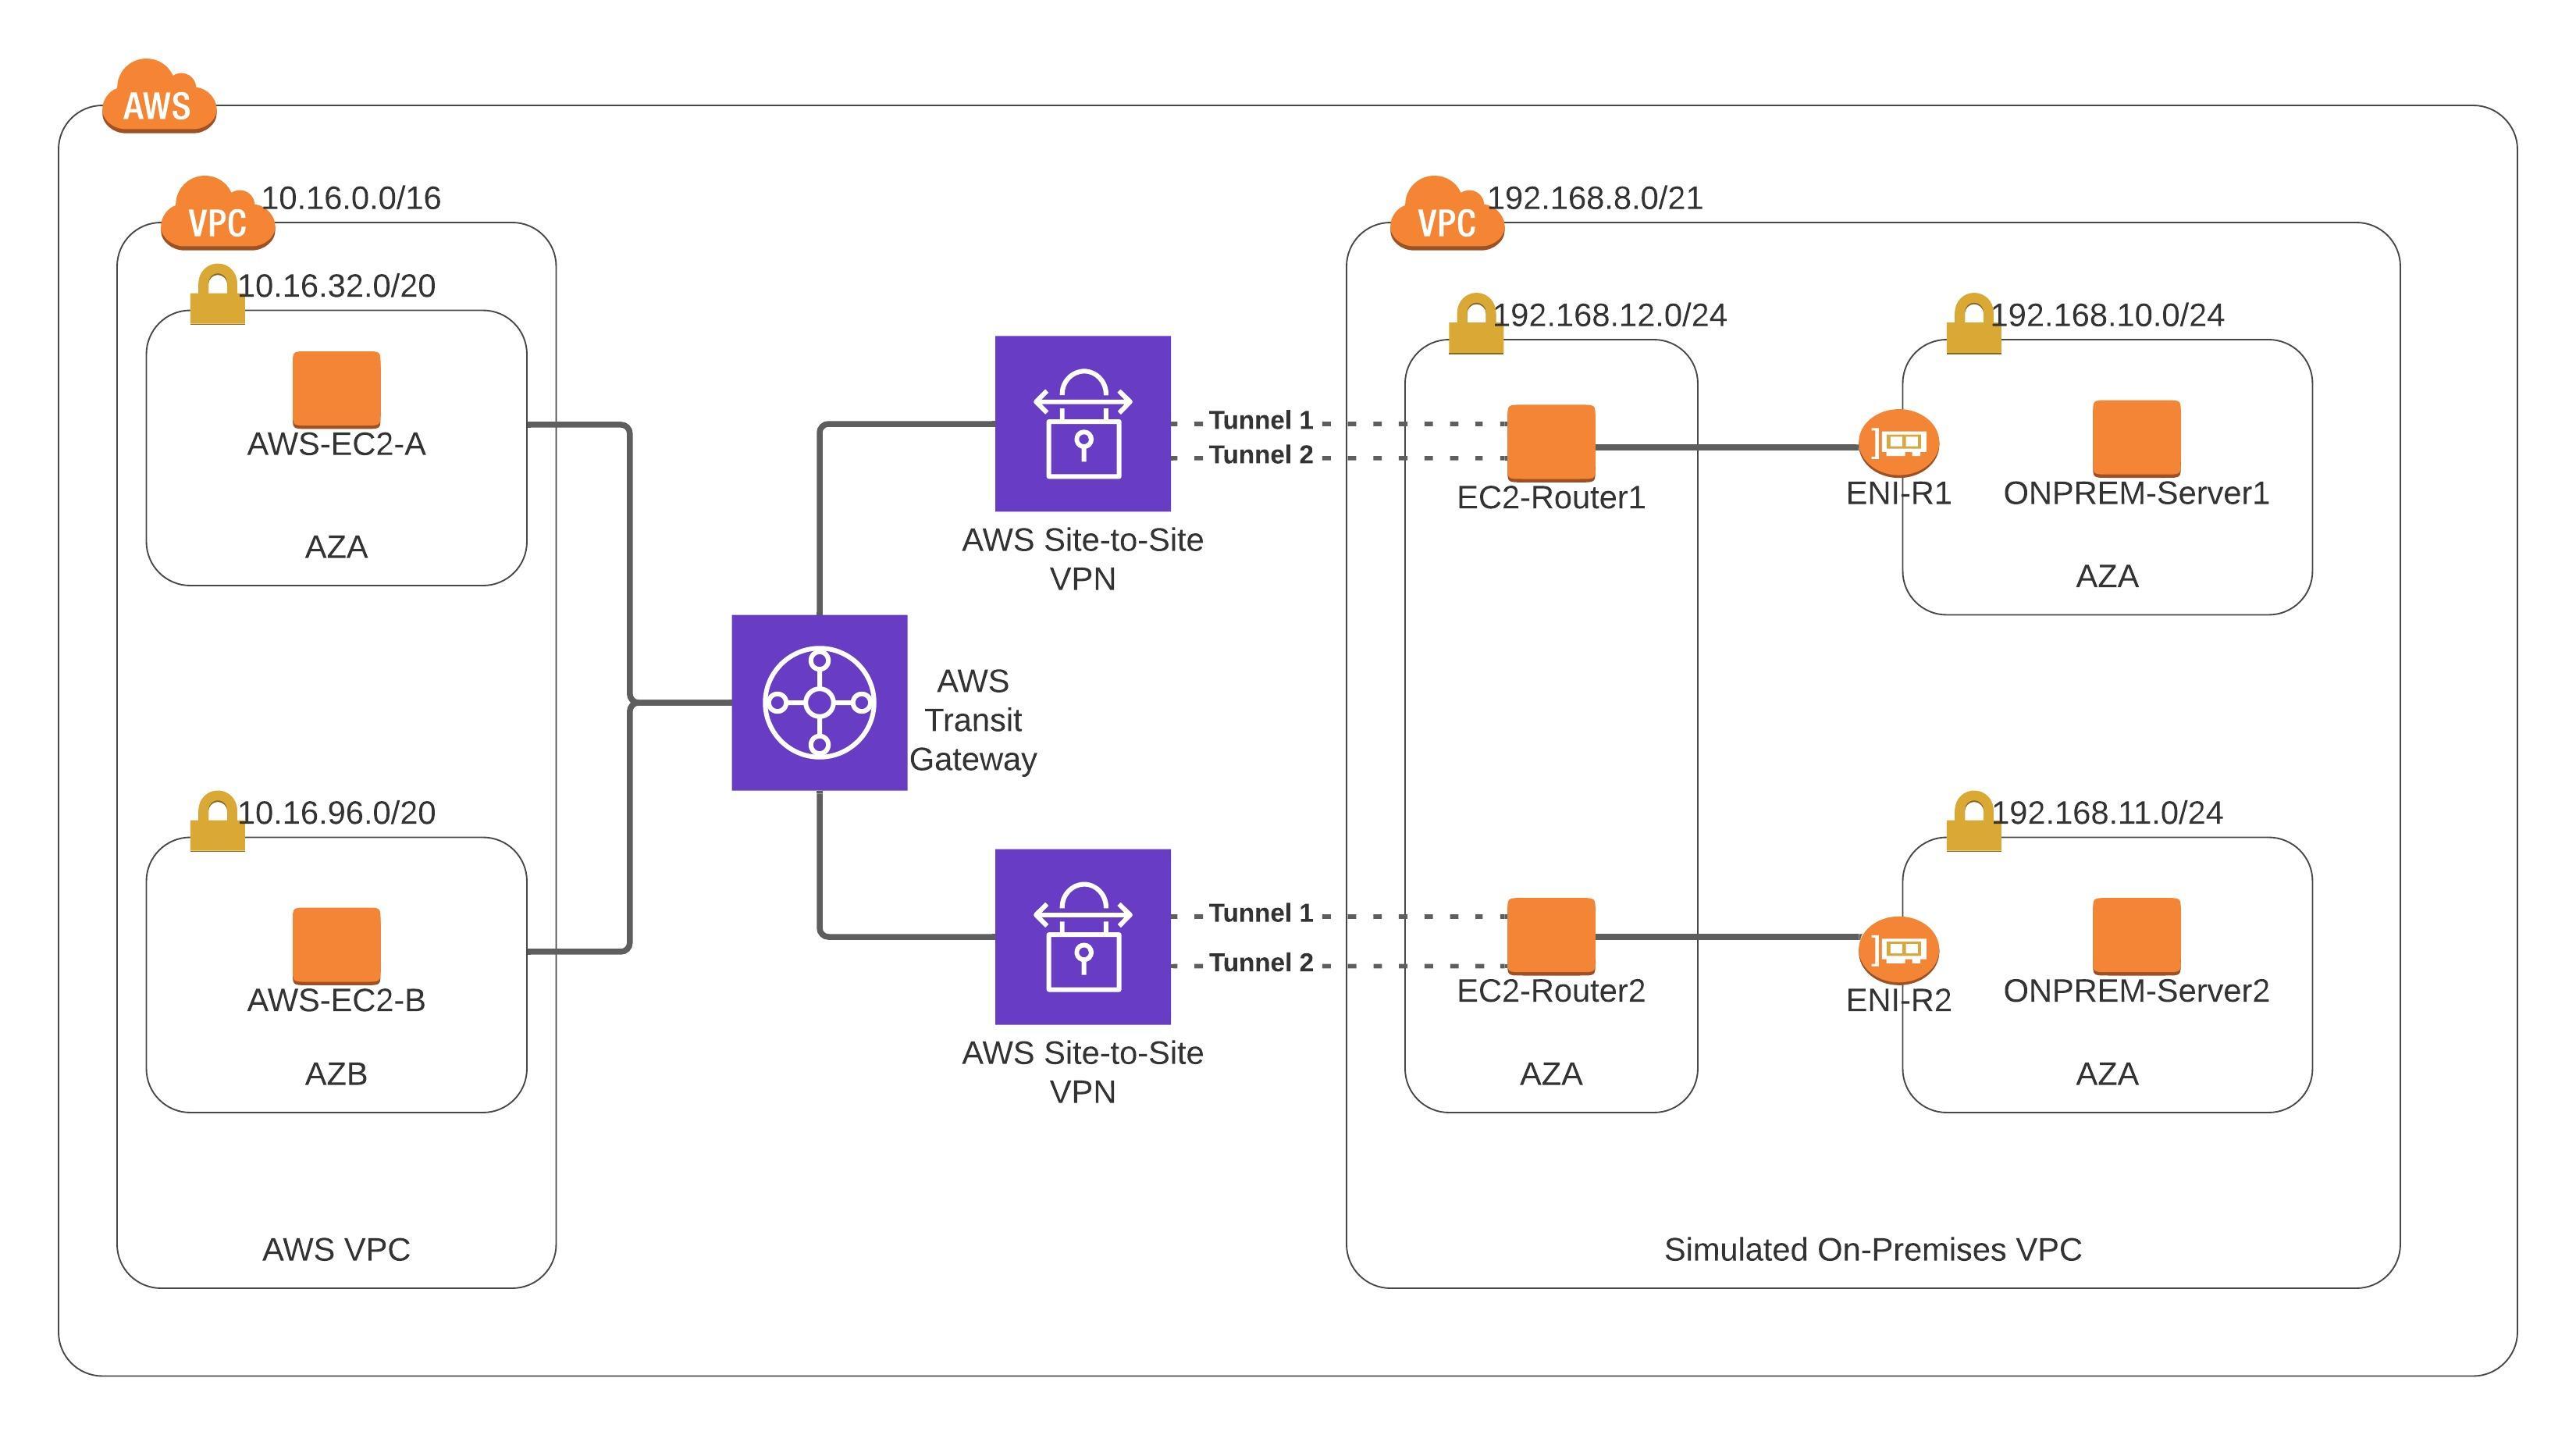 AWS
VPC
10.16.0.0/16
10.16.32.0/20
AWS-EC2-A
AZA
10.16.96.0/20
AWS-EC2-B
AZB
AWS VPC
AWS
Transit
Gateway
AWS Site-to-Site
VPN
Tunnel 1
Tunnel 2
AWS Site-to-Site
VPN
Tunnel 1
Tunnel 2
VPC
192.168.8.0/21
192.168.12.0/24
EC2-Router1
EC2-Router2
AZA
192.168.10.0/24
ENI-R1
ONPREM-Server1
AZA
192.168.11.0/24
ENI-R2
ONPREM-Server2
AZA
Simulated On-Premises VPC